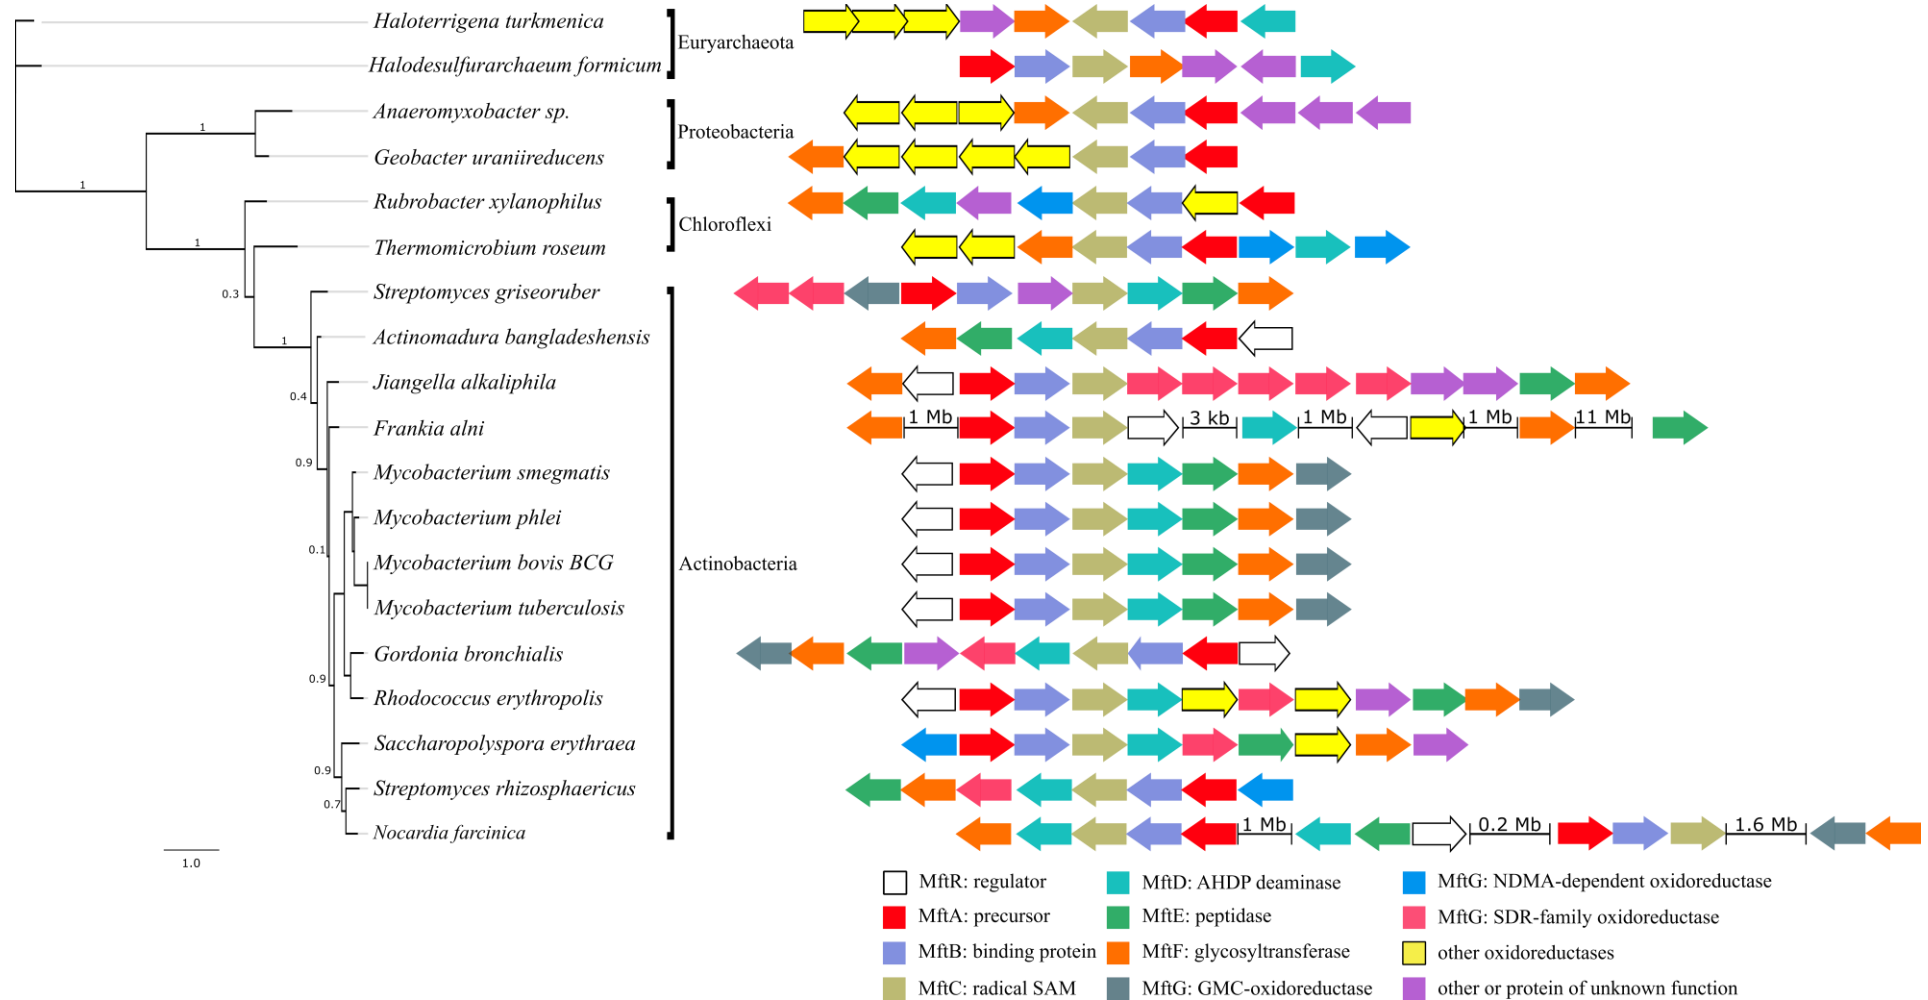 Haloterrigena turkmenica
Euryarchaeota
Halodesulfurarchaeum formicum
Anaeromyxobacter sp.
1
Proteobacteria
Geobacter uraniireducens
1
Rubrobacter xylanophilus
Chloroflexi
1
Thermomicrobium roseum
0.3
Streptomyces griseoruber
1
Actinomadura bangladeshensis
Jiangella alkaliphila
0.4
Frankia alni
1 Mb 3 kb 1 Mb 1 Mb 11 Mb
0.9
Mycobacterium smegmatis
Mycobacterium phlei
0.1
Mycobacterium bovis BCG
Actinobacteria
Mycobacterium tuberculosis
Gordonia bronchialis
0.9
Rhodococcus erythropolis
Saccharopolyspora erythraea
0.9
Streptomyces rhizosphaericus
0.7
Nocardia farcinica
1 Mb 0.2 Mb 1.6 Mb
1.0
MftR: regulator
MftD: AHDP deaminase
MftG: NDMA-dependent oxidoreductase
MftA: precursor
MftE: peptidase
MftG: SDR-family oxidoreductase
MftB: binding protein
MftF: glycosyltransferase
other oxidoreductases
MftC: radical SAM
MftG: GMC-oxidoreductase
other or protein of unknown function